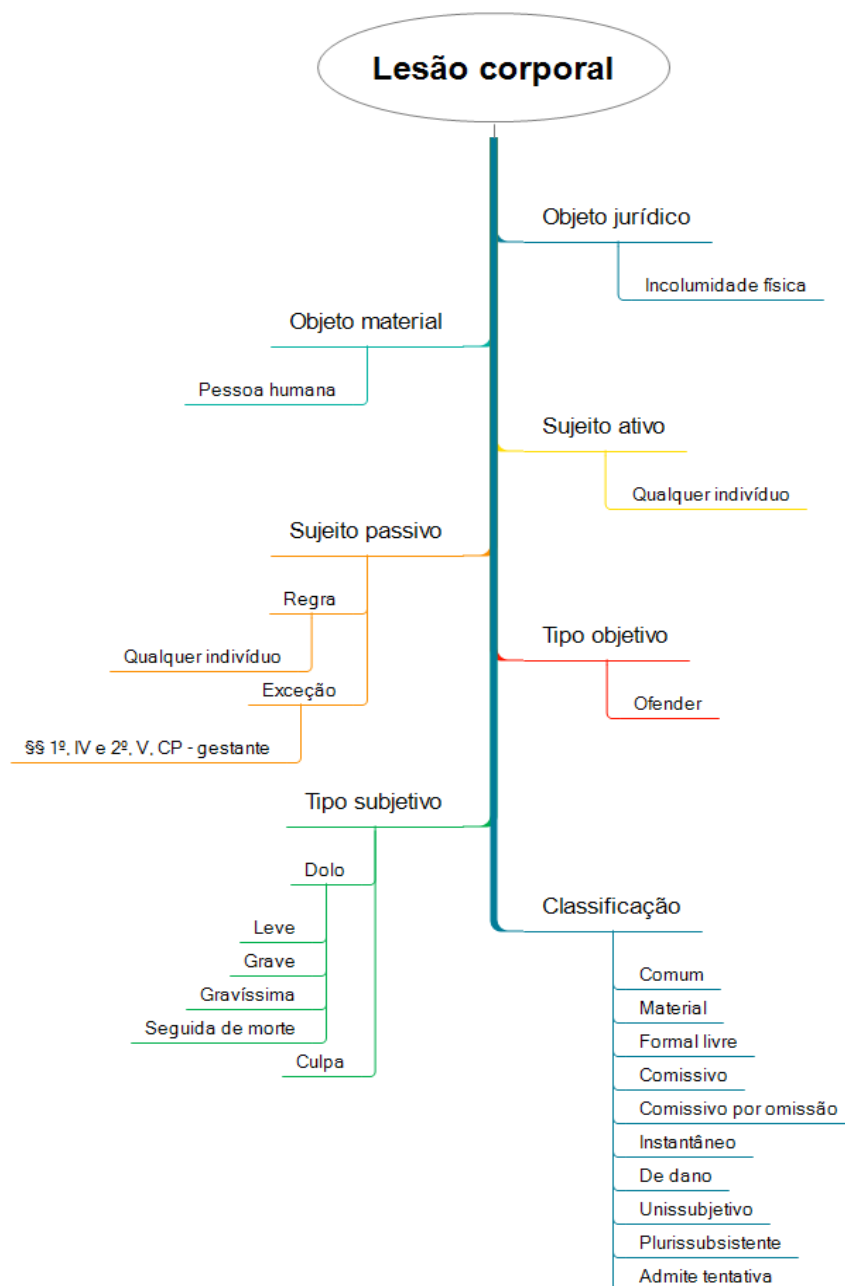 Lesão corporal
Objeto jurídico
Incolumidade física
Objeto material
Pessoa humana
Sujeito ativo
Qualquer indivíduo
Sujeito passivo
Regra
Qualquer indivíduo
Exceção
§§ 1º, IV e 2º, V, CP - gestante
Tipo objetivo
Ofender
Tipo subjetivo
Dolo
Leve
Grave
Gravíssima
Seguida de morte
Culpa
Classificação
Comum
Material
Formal livre
Comissivo
Comissivo por omissão
Instantâneo
De dano
Unissubjetivo
Plurissubsistente
Admite tentativa